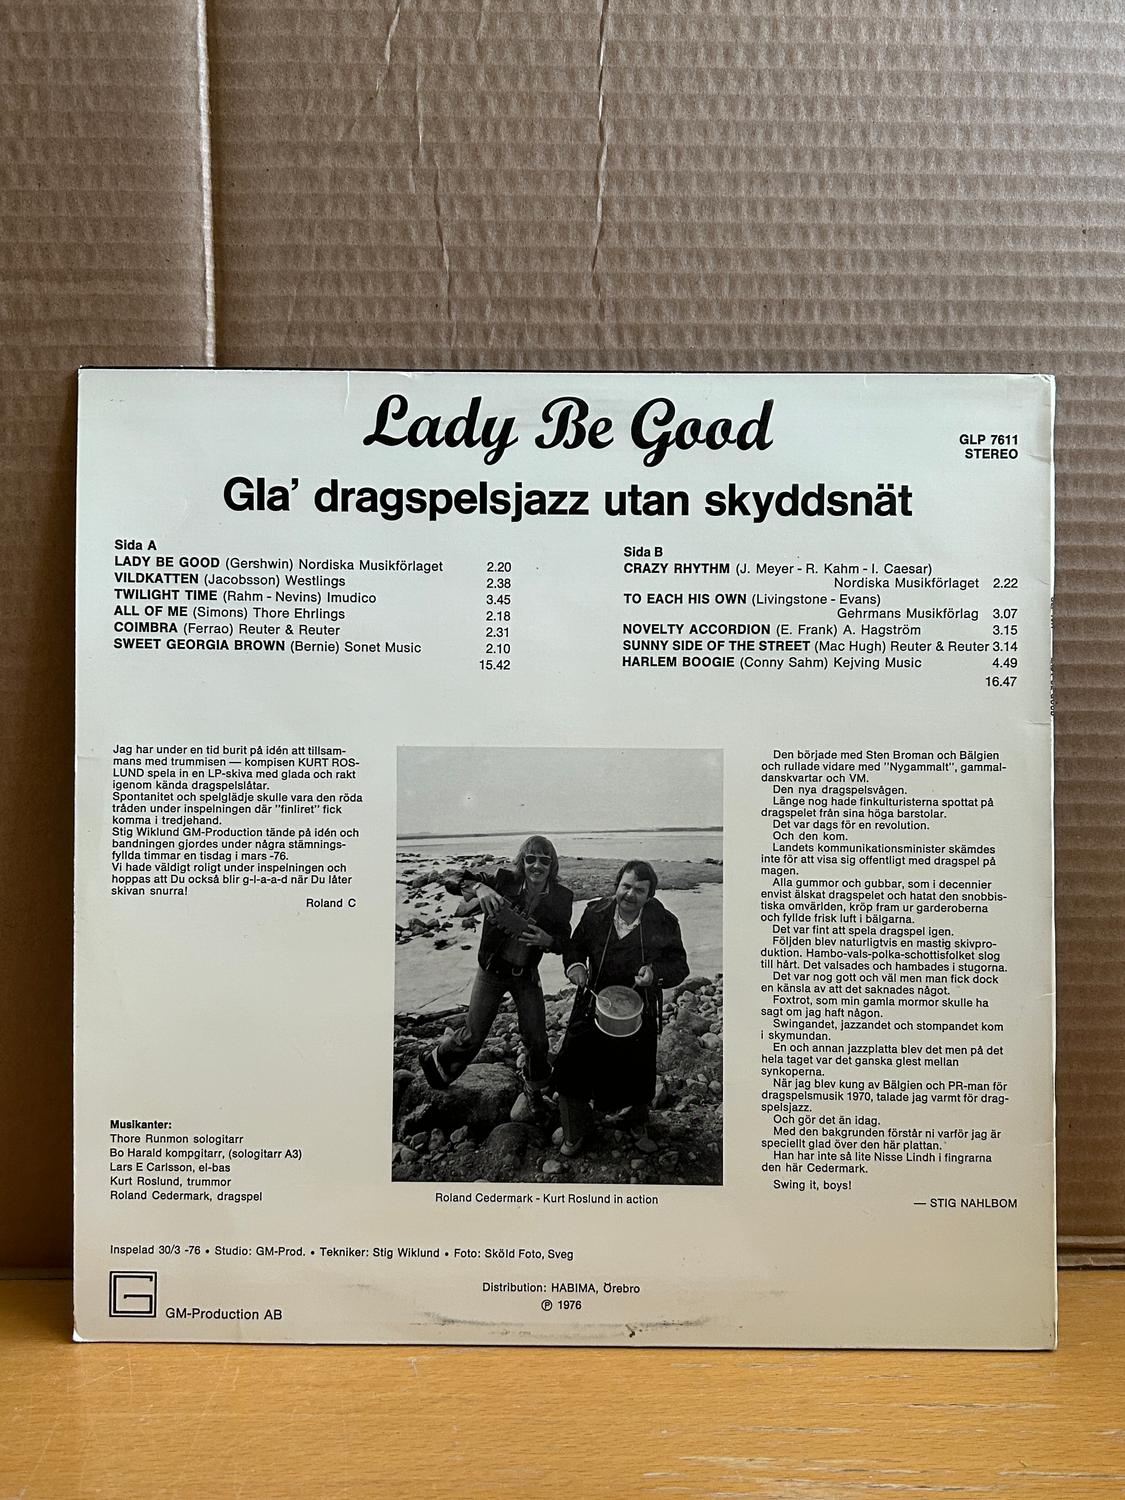 Lady Be Good
GLP 7611
STEREO
Gla' dragspelsjazz utan skyddsnät
Sida A
LADY BE GOOD (Gershwin) Nordiska Musikförlaget 2.20
VILDKATTEN (Jacobsson) Westlings 2.38
TWILIGHT TIME (Rahm - Nevins) Imudico 3.45
ALL OF ME (Simons) Thore Ehrlings 2.18
COIMBRA (Ferrao) Reuter & Reuter 2.31
SWEET GEORGIA BROWN (Bernie) Sonet Music 2.10
15.42
Sida B
CRAZY RHYTHM (J. Meyer - R. Kahm - I. Caesar)
Nordiska Musikförlaget 2.22
TO EACH HIS OWN (Livingstone - Evans)
Gehrmans Musikförlag 3.07
NOVELTY ACCORDION (E. Frank) A. Hagström 3.15
SUNNY SIDE OF THE STREET (Mac Hugh) Reuter & Reuter 3.14
HARLEM BOOGIE (Conny Sahm) Kejving Music 4.49
16.47
Jag har under en tid burit på idén att tillsam-
mans med trummisen — kompisen KURT ROS-
LUND spela in en LP-skiva med glada och rakt
igenom kända dragspelslåtar.
Spontanitet och spelglädje skulle vara den röda
tråden under inspelningen där "finliret" fick
komma i tredjehand.
Stig Wiklund GM-Production tände på idén och
bandningen gjordes under några stämnings-
fyllda timmar en tisdag i mars -76.
Vi hade väldigt roligt under inspelningen och
hoppas att Du också blir g-l-a-a-d när Du låter
skivan snurra!
Roland C
Musikanter:
Thore Runmon sologitarr
Bo Harald kompgitarr, (sologitarr A3)
Lars E Carlsson, el-bas
Kurt Roslund, trummor
Roland Cedermark, dragspel
Roland Cedermark - Kurt Roslund in action
Den började med Sten Broman och Bälgien
och rullade vidare med "Nygammalt", gammal-
danskvartar och VM.
Den nya dragspelsvågen.
Länge nog hade finkulturisterna spottat på
dragspelet från sina höga barstolar.
Det var dags för en revolution.
Och den kom.
Landets kommunikationsminister skämdes
inte för att visa sig offentligt med dragspel på
magen.
Alla gummor och gubbar, som i decennier
envist älskat dragspelet och hatat den snobbis-
tiska omvärlden, kröp fram ur garderoberna
och fyllde frisk luft i bälgarna.
Det var fint att spela dragspel igen.
Följden blev naturligtvis en mastig skivpro-
duktion. Hambo-vals-polka-schottisfolket slog
till hårt. Det valsades och hambades i stugorna.
Det var nog gott och väl men man fick dock
en känsla av att det saknades något.
Foxtrot, som min gamla mormor skulle ha
sagt om jag haft någon.
Swingandet, jazzandet och stompandet kom
i skymundan.
En och annan jazzplatta blev det men på det
hela taget var det ganska glest mellan
synkoperna.
När jag blev kung av Bälgien och PR-man för
dragspelsmusik 1970, talade jag varmt för drag-
spelsjazz.
Och gör det än idag.
Med den bakgrunden förstår ni varför jag är
speciellt glad över den här plattan.
Han har inte så lite Nisse Lindh i fingrarna
den här Cedermark.
Swing it, boys!
— STIG NAHLBOM
Inspelad 30/3 -76 • Studio: GM-Prod. • Tekniker: Stig Wiklund • Foto: Sköld Foto, Sveg
GM-Production AB
Distribution: HABIMA, Örebro
℗ 1976